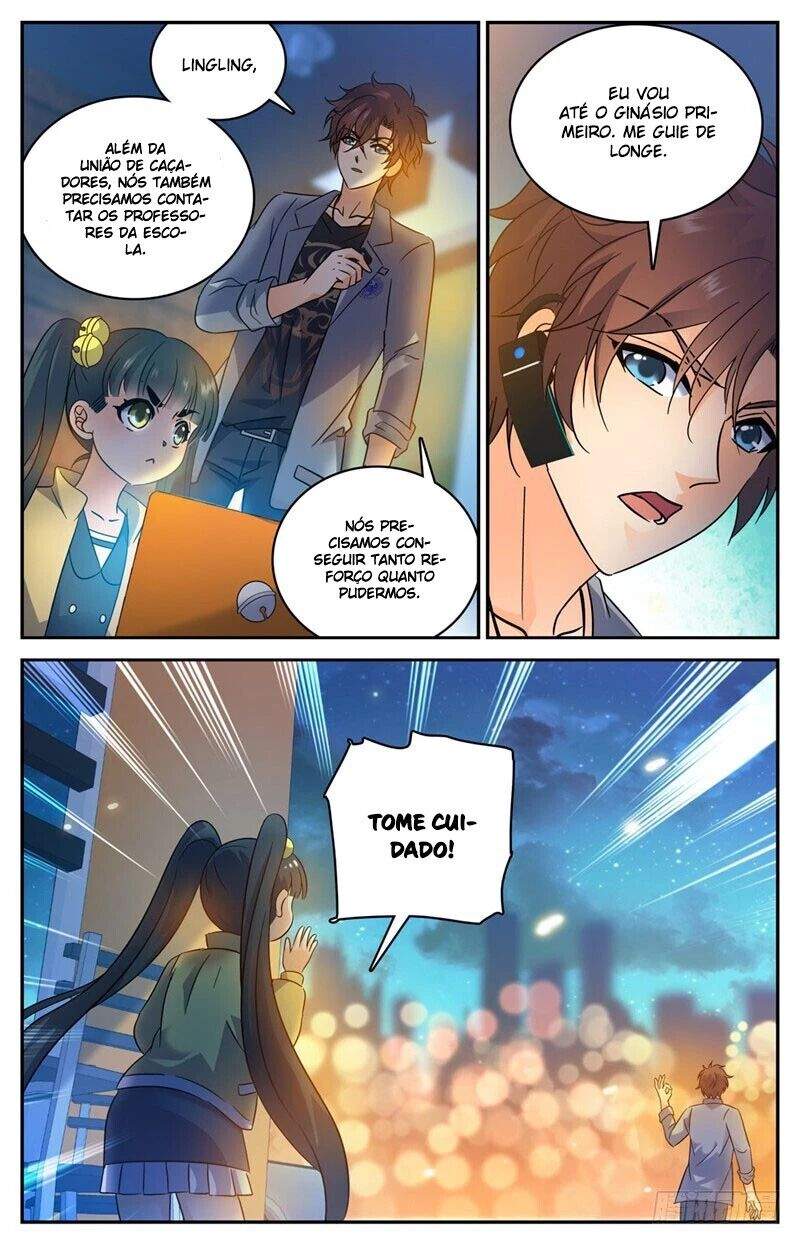 LINGLING,
ALÉM DA
UNIÃO DE CAÇA-
DORES, NÓS TAMBÉM
PRECISAMOS CONTA-
TAR OS PROFESSO-
RES DA ESCO-
LA.
NÓS PRE-
CISAMOS CON-
SEGUIR TANTO RE-
FORÇO QUANTO
PUDERMOS.
EU VOU
ATÉ O GINÁSIO PRI-
MEIRO. ME GUIE DE
LONGE.
TOME CUI-
DADO!